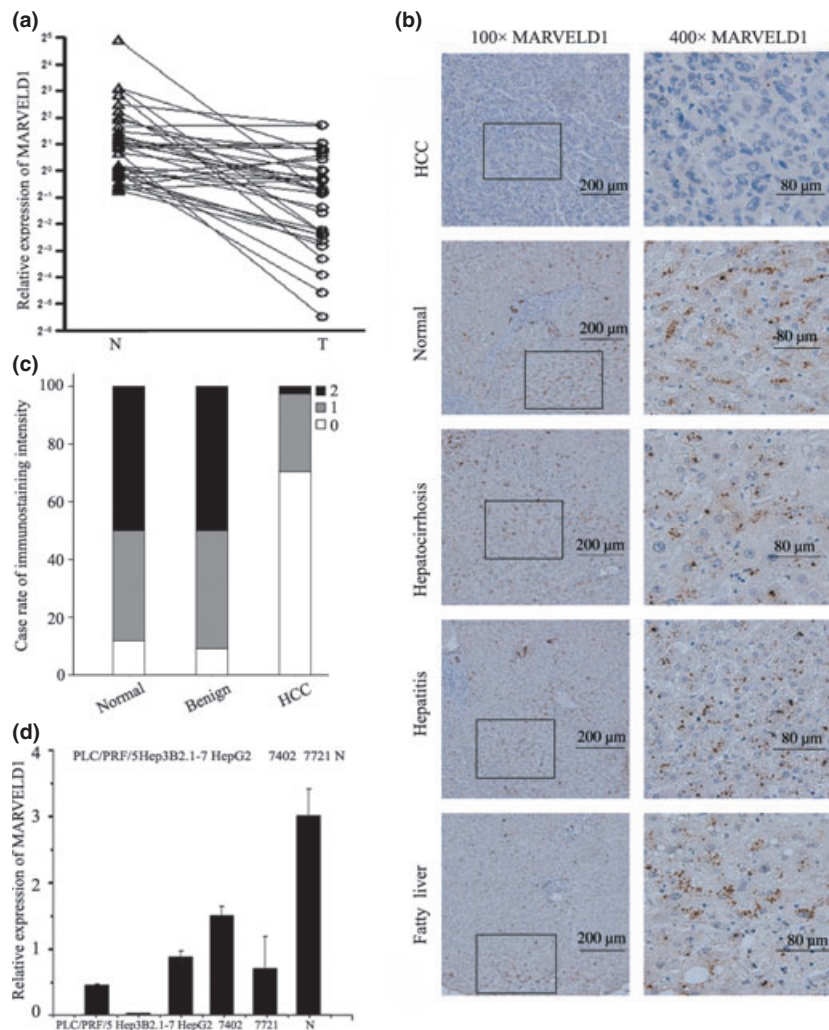 (a)
Relative expression of MARVELD1
2⁵
2³
2²
2¹
2⁰
2⁻¹
2⁻²
2⁻³
2⁻⁴
2⁻⁵
2⁻⁶
N T
(b)
100× MARVELD1 400× MARVELD1
HCC
200 µm 80 µm
Normal
200 µm 80 µm
Hepatocirrhosis
200 µm 80 µm
Hepatitis
200 µm 80 µm
Fatty liver
200 µm 80 µm
(c)
Case rate of immunostaining intensity
100
80
60
40
20
0
2
1
0
Normal Benign HCC
(d)
Relative expression of MARVELD1
4
3
2
1
0
PLC/PRF/5Hep3B2.1-7 HepG2 7402 7721 N
PLC/PRF/5 Hep3B2.1-7 HepG2 7402 7721 N